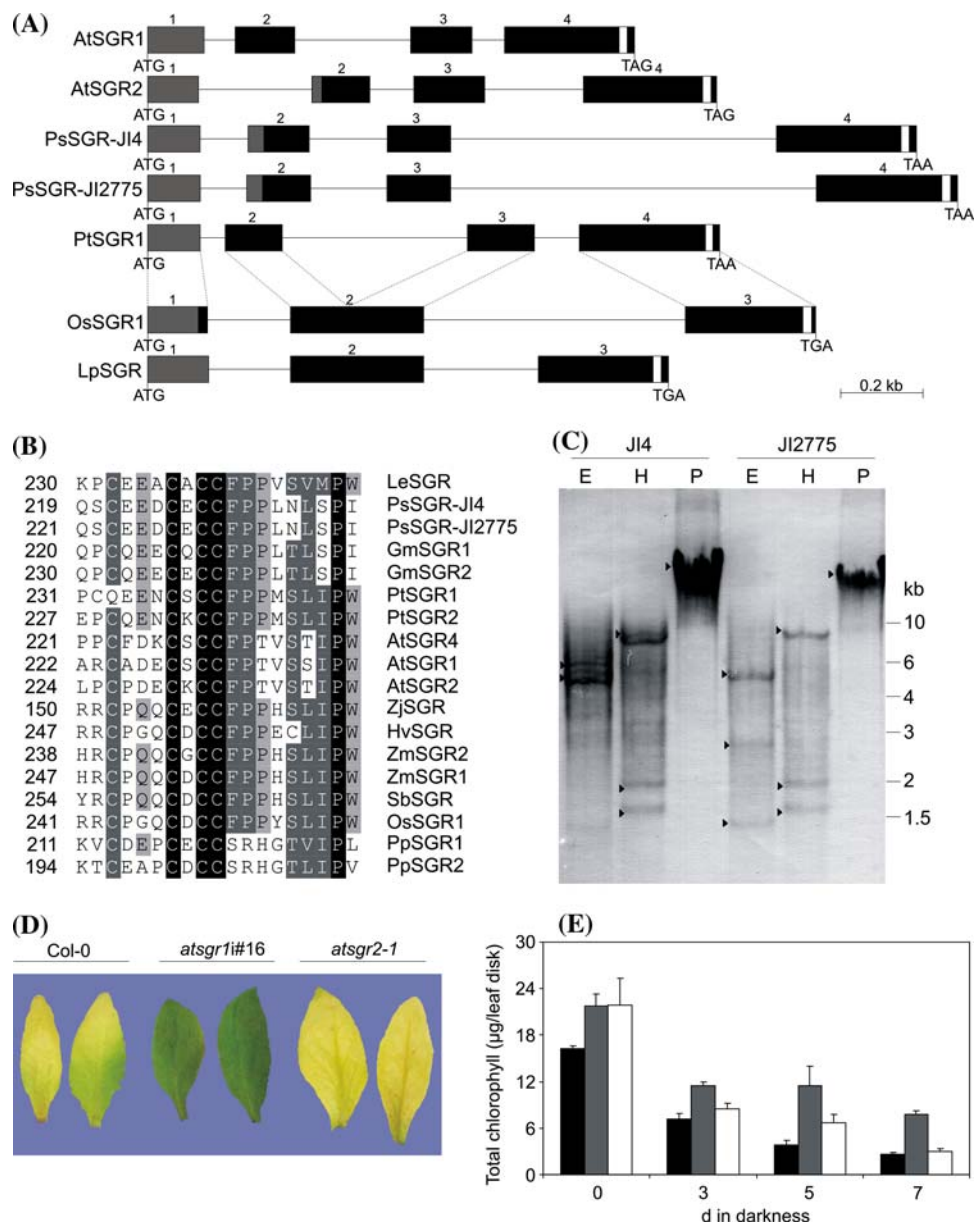 (A)
1 2 3 4
AtSGR1
ATG TAG
1 2 3 4
AtSGR2
ATG TAG
1 2 3 4
PsSGR-JI4
ATG TAA
1 2 3 4
PsSGR-JI2775
ATG TAA
1 2 3 4
PtSGR1
ATG TAA
1 2 3
OsSGR1
ATG TGA
1 2 3
LpSGR
ATG TGA
0.2 kb
(B)
230 KPCEEACACCFPPVSVMPW LeSGR
219 QSCEEDCECCFPPLNLSPI PsSGR-JI4
221 QSCEEDCECCFPPLNLSPI PsSGR-JI2775
220 QPCQEECQCCFPPLTLSPI GmSGR1
230 QPCQEECECCFPPLTLSPI GmSGR2
231 PCQEENCSCCFPPMSLIPW PtSGR1
227 EPCQENCKCCFPPMSLIPW PtSGR2
221 PPCFDKCSCCFPTVSTIPW AtSGR4
222 ARCADECSCCFPTVSSIPW AtSGR1
224 LPCPDECKCCFPTVSTIPW AtSGR2
150 RRCPQQCECCFPPHSLIPW ZjSGR
247 RRCPGQCDCCFPPECLIPW HvSGR
238 HRCPQQCGCCFPPHSLIPW ZmSGR2
247 HRCPQQCDCCFPPHSLIPW ZmSGR1
254 YRCPQQCDCCFPPHSLIPW SbSGR
241 RRCPGQCDCCFPPYSLIPW OsSGR1
211 KVCDEPCECCSRHGTVIPL PpSGR1
194 KTCEAPCDCCSRHGTLIPV PpSGR2
(C)
JI4 JI2775
E H P E H P
kb
10
6
4
3
2
1.5
(D)
Col-0 atsgr1i#16 atsgr2-1
(E)
Total chlorophyll (µg/leaf disk)
30
24
18
12
6
0
0 3 5 7
d in darkness